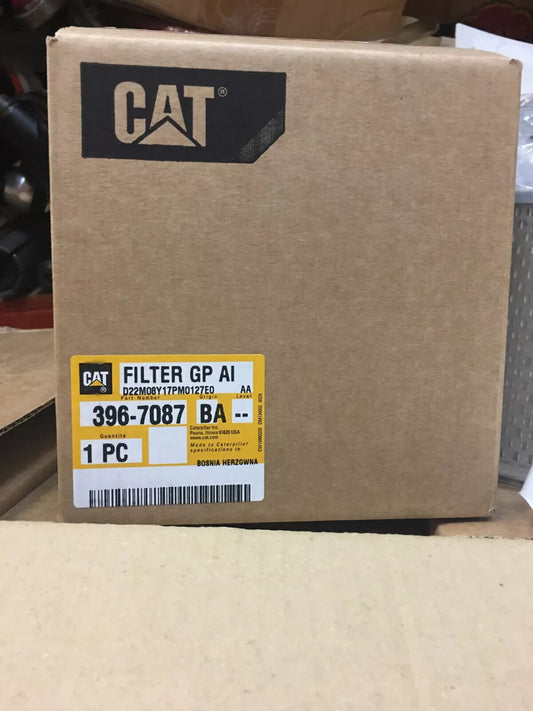 CAT®
CAT
FILTER GP AI
D22M08Y17PM0127E0 AA
Part Number Origin Level
396-7087 BA --
Quantity
1 PC
Caterpillar Inc.
Peoria, Illinois 61629 USA
www.cat.com
Made to Caterpillar
specifications in:
BOSNIA HERZGWNA